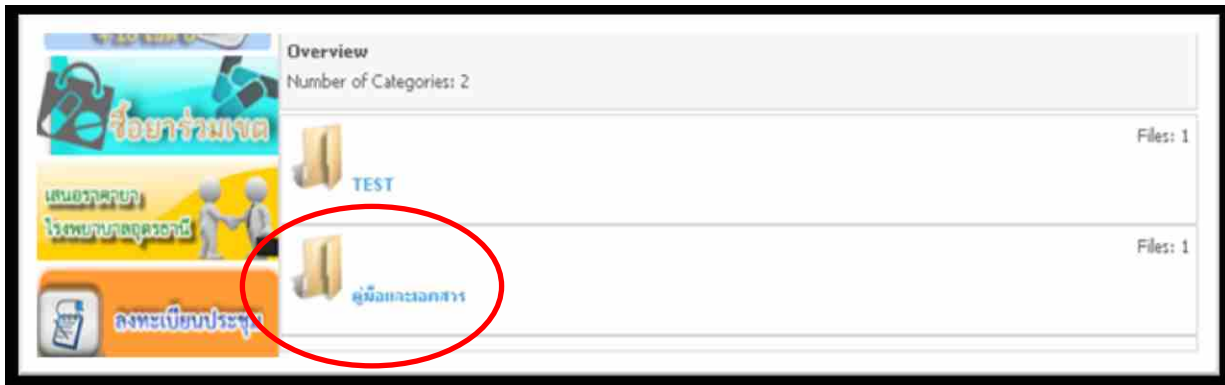 ซื้อยาร่วมเขต
เสนอราคายา
โรงพยาบาลอุดรธานี
ลงทะเบียนประชุม
Overview
Number of Categories: 2
Files: 1
TEST
Files: 1
คู่มือและเอกสาร